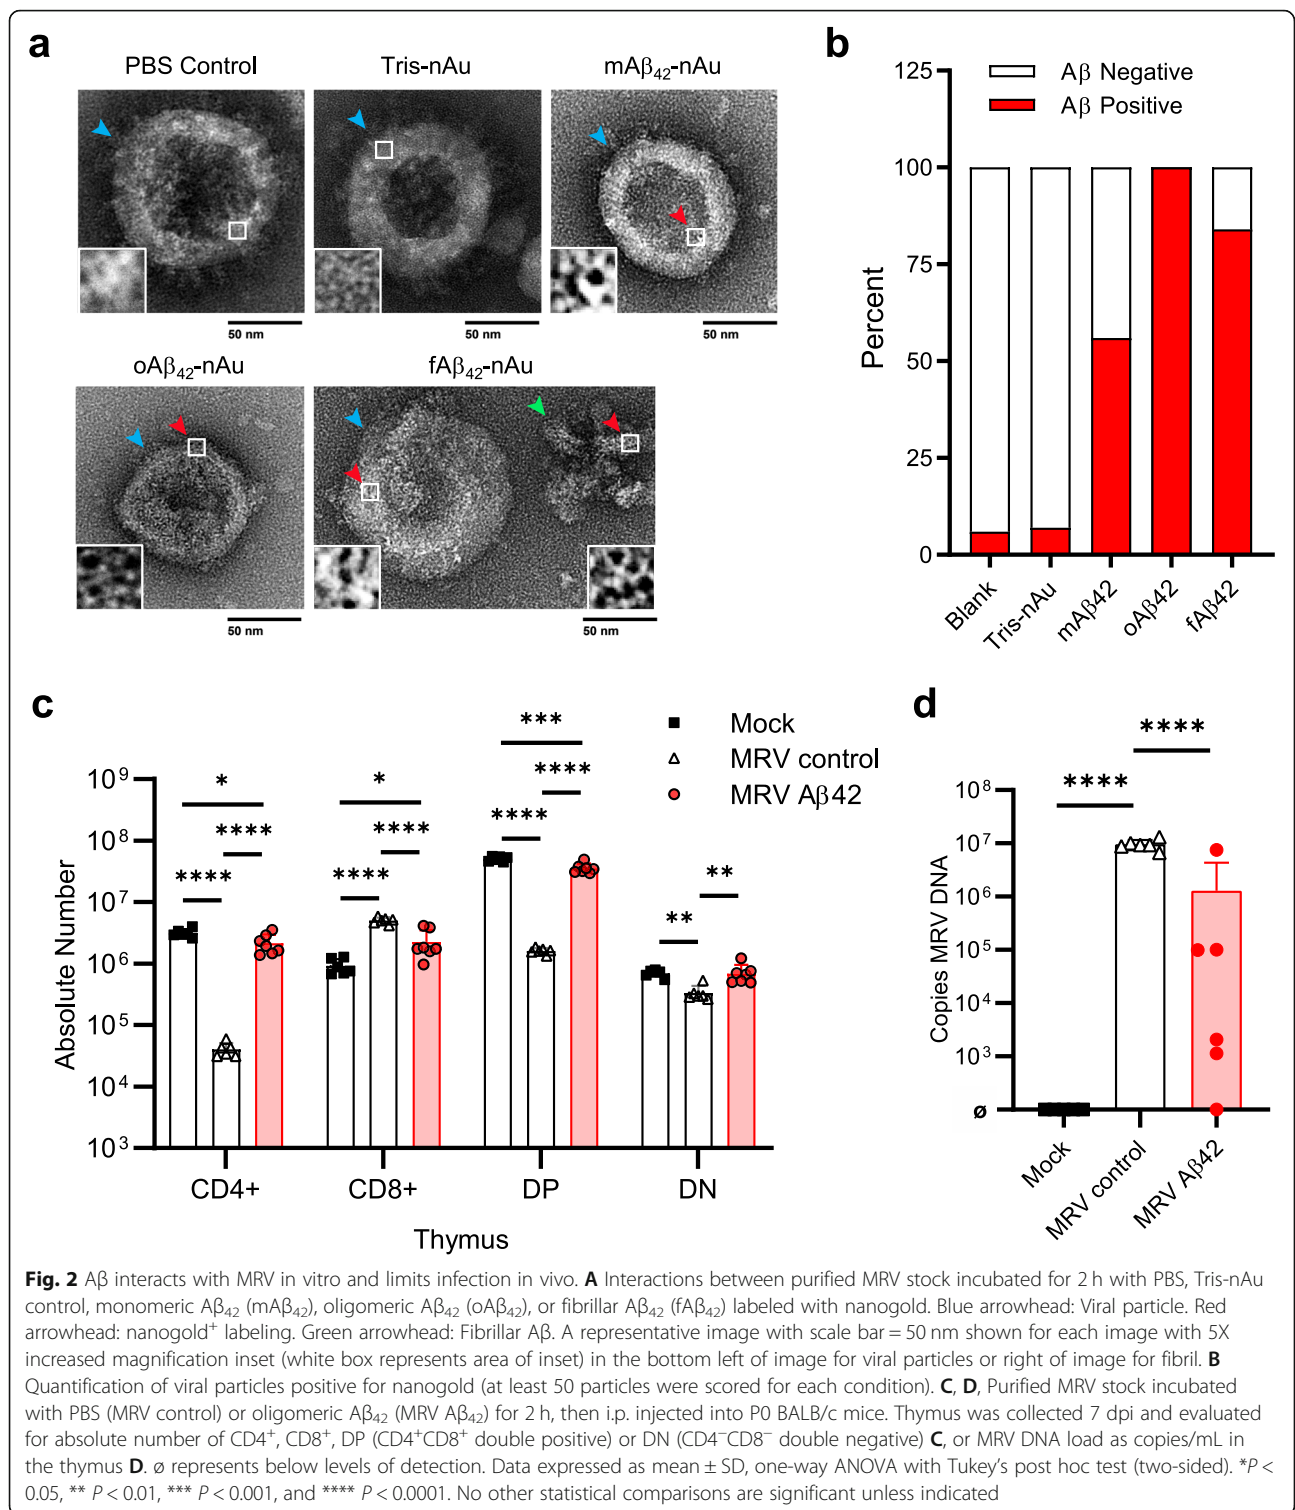 a
PBS Control
Tris-nAu
mAβ42-nAu
50 nm
50 nm
50 nm
oAβ42-nAu
fAβ42-nAu
50 nm
50 nm
b
Aβ Negative
Aβ Positive
125
100
75
50
25
0
Percent
Blank
Tris-nAu
mAβ42
oAβ42
fAβ42
c
Mock
MRV control
MRV Aβ42
10⁹
10⁸
10⁷
10⁶
10⁵
10⁴
10³
Absolute Number
*
****
****
*
****
****
***
****
****
**
**
CD4+
CD8+
DP
DN
Thymus
d
****
****
10⁸
10⁷
10⁶
10⁵
10⁴
10³
ø
Copies MRV DNA
Mock
MRV control
MRV Aβ42
Fig. 2 Aβ interacts with MRV in vitro and limits infection in vivo. A Interactions between purified MRV stock incubated for 2 h with PBS, Tris-nAu
control, monomeric Aβ42 (mAβ42), oligomeric Aβ42 (oAβ42), or fibrillar Aβ42 (fAβ42) labeled with nanogold. Blue arrowhead: Viral particle. Red
arrowhead: nanogold⁺ labeling. Green arrowhead: Fibrillar Aβ. A representative image with scale bar = 50 nm shown for each image with 5X
increased magnification inset (white box represents area of inset) in the bottom left of image for viral particles or right of image for fibril. B
Quantification of viral particles positive for nanogold (at least 50 particles were scored for each condition). C, D, Purified MRV stock incubated
with PBS (MRV control) or oligomeric Aβ42 (MRV Aβ42) for 2 h, then i.p. injected into P0 BALB/c mice. Thymus was collected 7 dpi and evaluated
for absolute number of CD4⁺, CD8⁺, DP (CD4⁺CD8⁺ double positive) or DN (CD4⁻CD8⁻ double negative) C, or MRV DNA load as copies/mL in
the thymus D. ø represents below levels of detection. Data expressed as mean ± SD, one-way ANOVA with Tukey's post hoc test (two-sided). *P <
0.05, ** P < 0.01, *** P < 0.001, and **** P < 0.0001. No other statistical comparisons are significant unless indicated